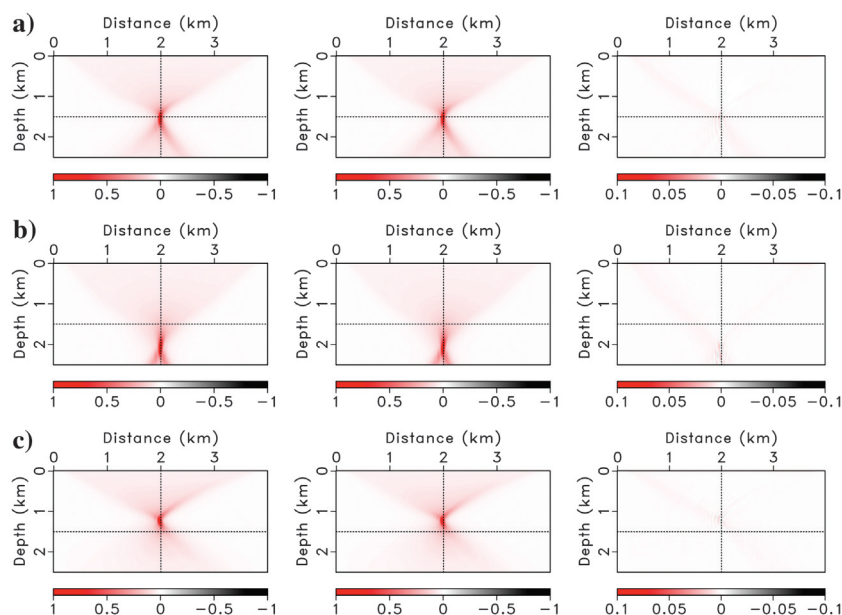 a)
Distance (km) Distance (km) Distance (km)
0 1 2 3 0 1 2 3 0 1 2 3
Depth (km) Depth (km) Depth (km)
0 1 2 0 1 2 0 1 2
1 0.5 0 -0.5 -1 1 0.5 0 -0.5 -1 0.1 0.05 0 -0.05 -0.1
b)
Distance (km) Distance (km) Distance (km)
0 1 2 3 0 1 2 3 0 1 2 3
Depth (km) Depth (km) Depth (km)
0 1 2 0 1 2 0 1 2
1 0.5 0 -0.5 -1 1 0.5 0 -0.5 -1 0.1 0.05 0 -0.05 -0.1
c)
Distance (km) Distance (km) Distance (km)
0 1 2 3 0 1 2 3 0 1 2 3
Depth (km) Depth (km) Depth (km)
0 1 2 0 1 2 0 1 2
1 0.5 0 -0.5 -1 1 0.5 0 -0.5 -1 0.1 0.05 0 -0.05 -0.1